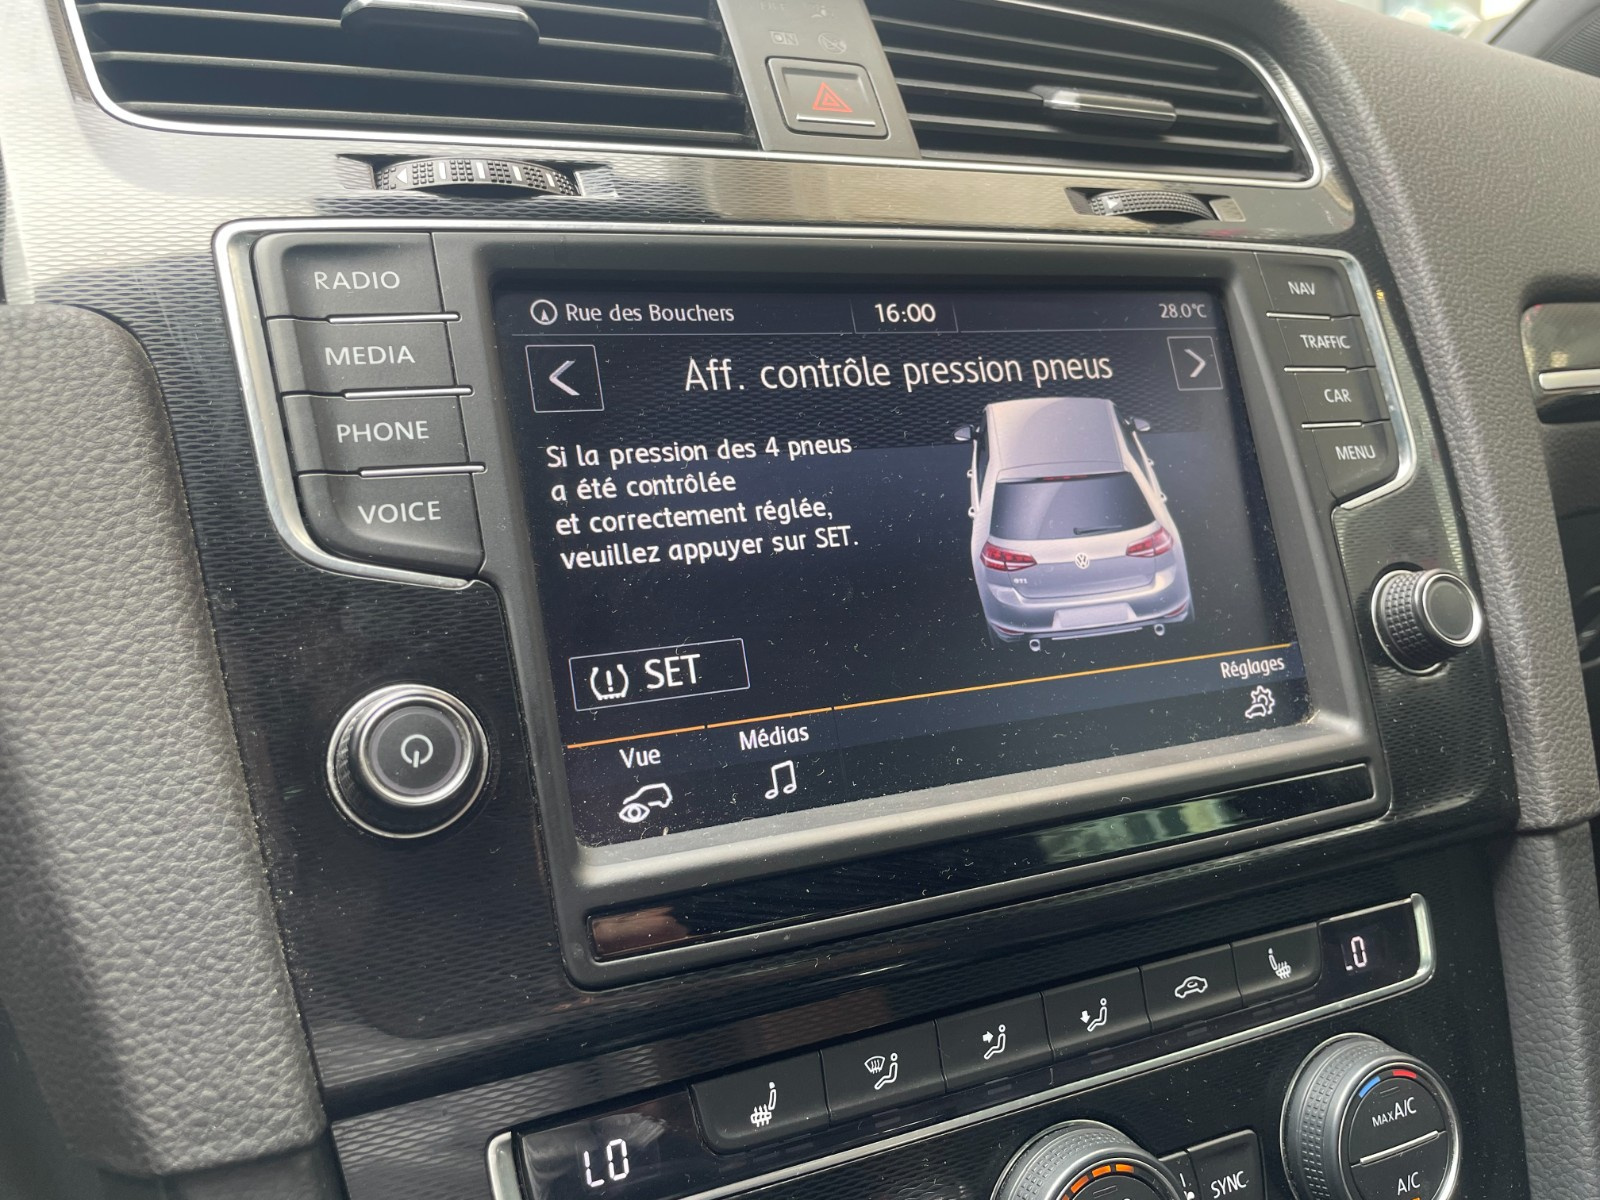 RADIO
MEDIA
PHONE
VOICE
Rue des Bouchers
16:00
28.0°C
Aff. contrôle pression pneus
Si la pression des 4 pneus
a été contrôlée
et correctement réglée,
veuillez appuyer sur SET.
GTI
SET
Vue
Médias
Réglages
NAV
TRAFFIC
CAR
MENU
LO
LO
SYNC
MAX A/C
A/C